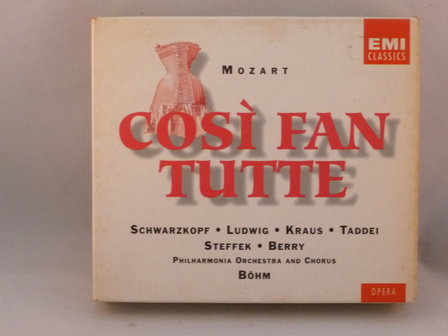 EMI
CLASSICS
MOZART
COSÌ FAN
TUTTE
SCHWARZKOPF • LUDWIG • KRAUS • TADDEI
STEFFEK • BERRY
PHILHARMONIA ORCHESTRA AND CHORUS
BÖHM
OPERA